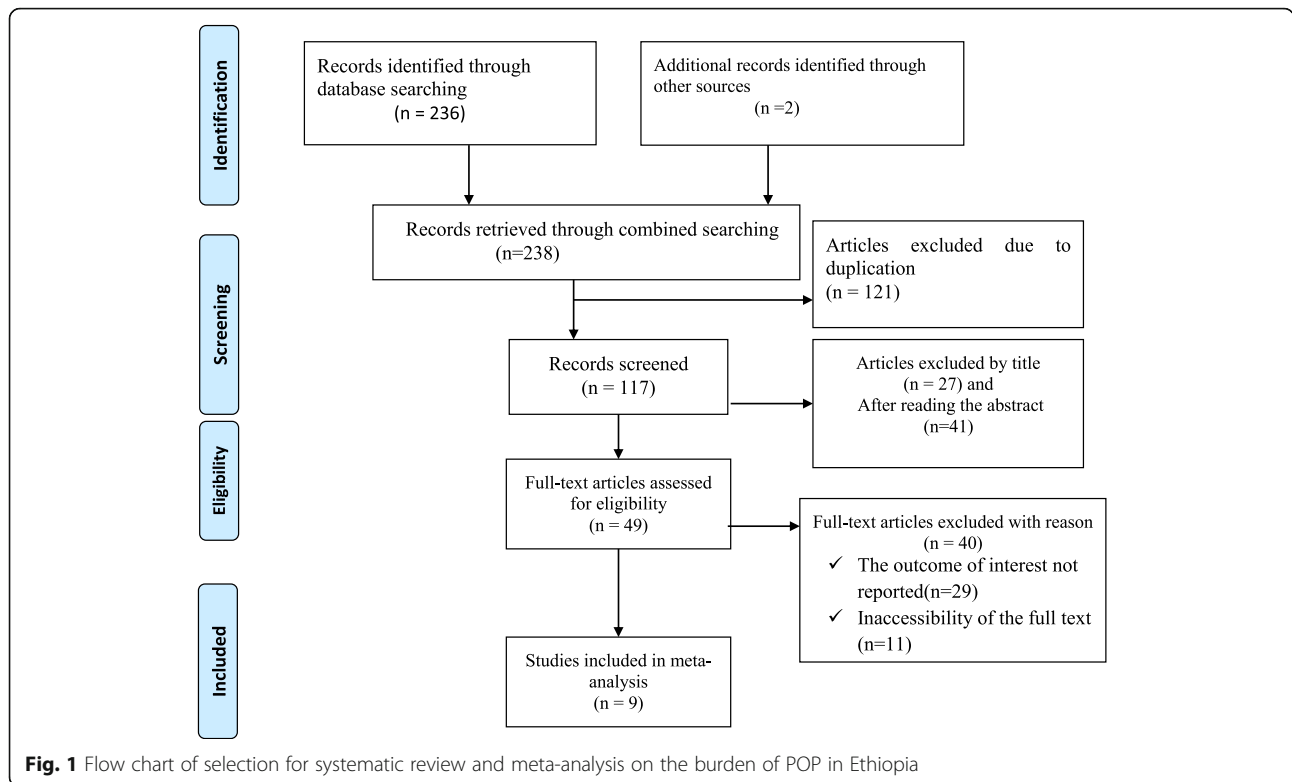 Identification
Records identified through
database searching
(n = 236)
Additional records identified through
other sources
(n =2)
Records retrieved through combined searching
(n=238)
Screening
Articles excluded due to
duplication
(n = 121)
Records screened
(n = 117)
Articles excluded by title
(n = 27) and
After reading the abstract
(n=41)
Eligibility
Full-text articles assessed
for eligibility
(n = 49)
Full-text articles excluded with reason
(n = 40)
✓ The outcome of interest not
reported(n=29)
✓ Inaccessibility of the full text
(n=11)
Included
Studies included in meta-
analysis
(n = 9)
Fig. 1 Flow chart of selection for systematic review and meta-analysis on the burden of POP in Ethiopia